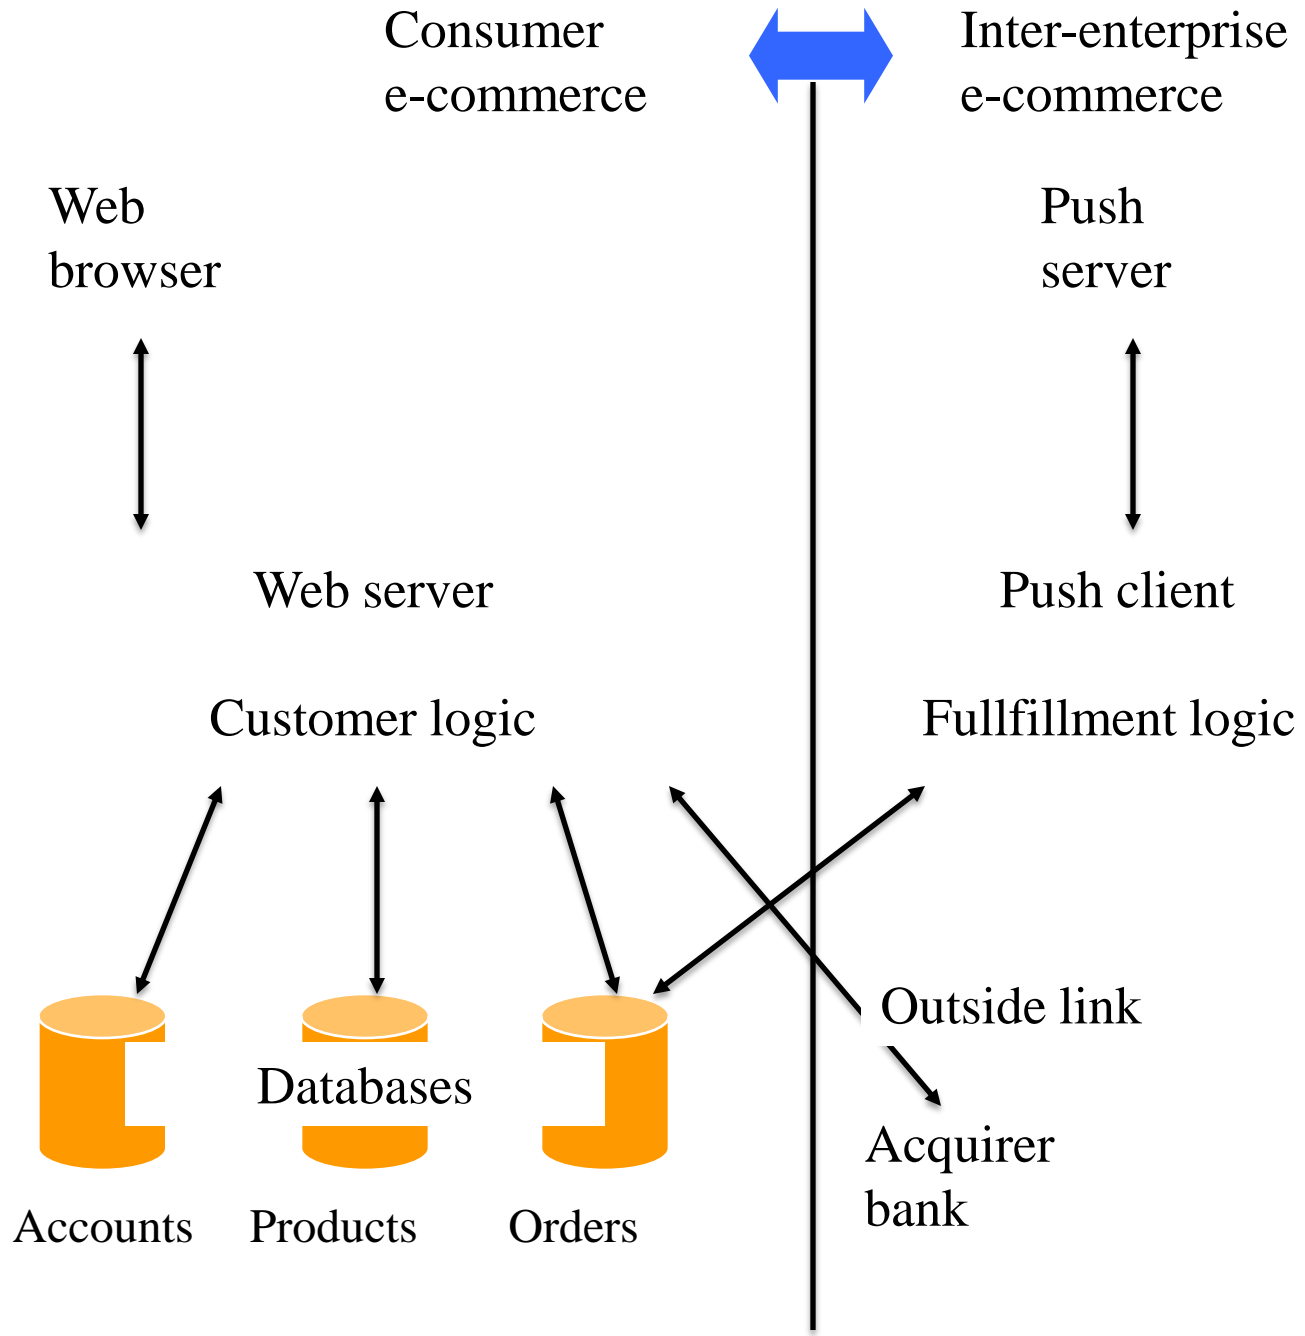 Consumer
e-commerce
Inter-enterprise
e-commerce
Web
browser
Push
server
Web server
Push client
Customer logic
Fullfillment logic
Outside link
Databases
Acquirer
bank
Accounts
Products
Orders